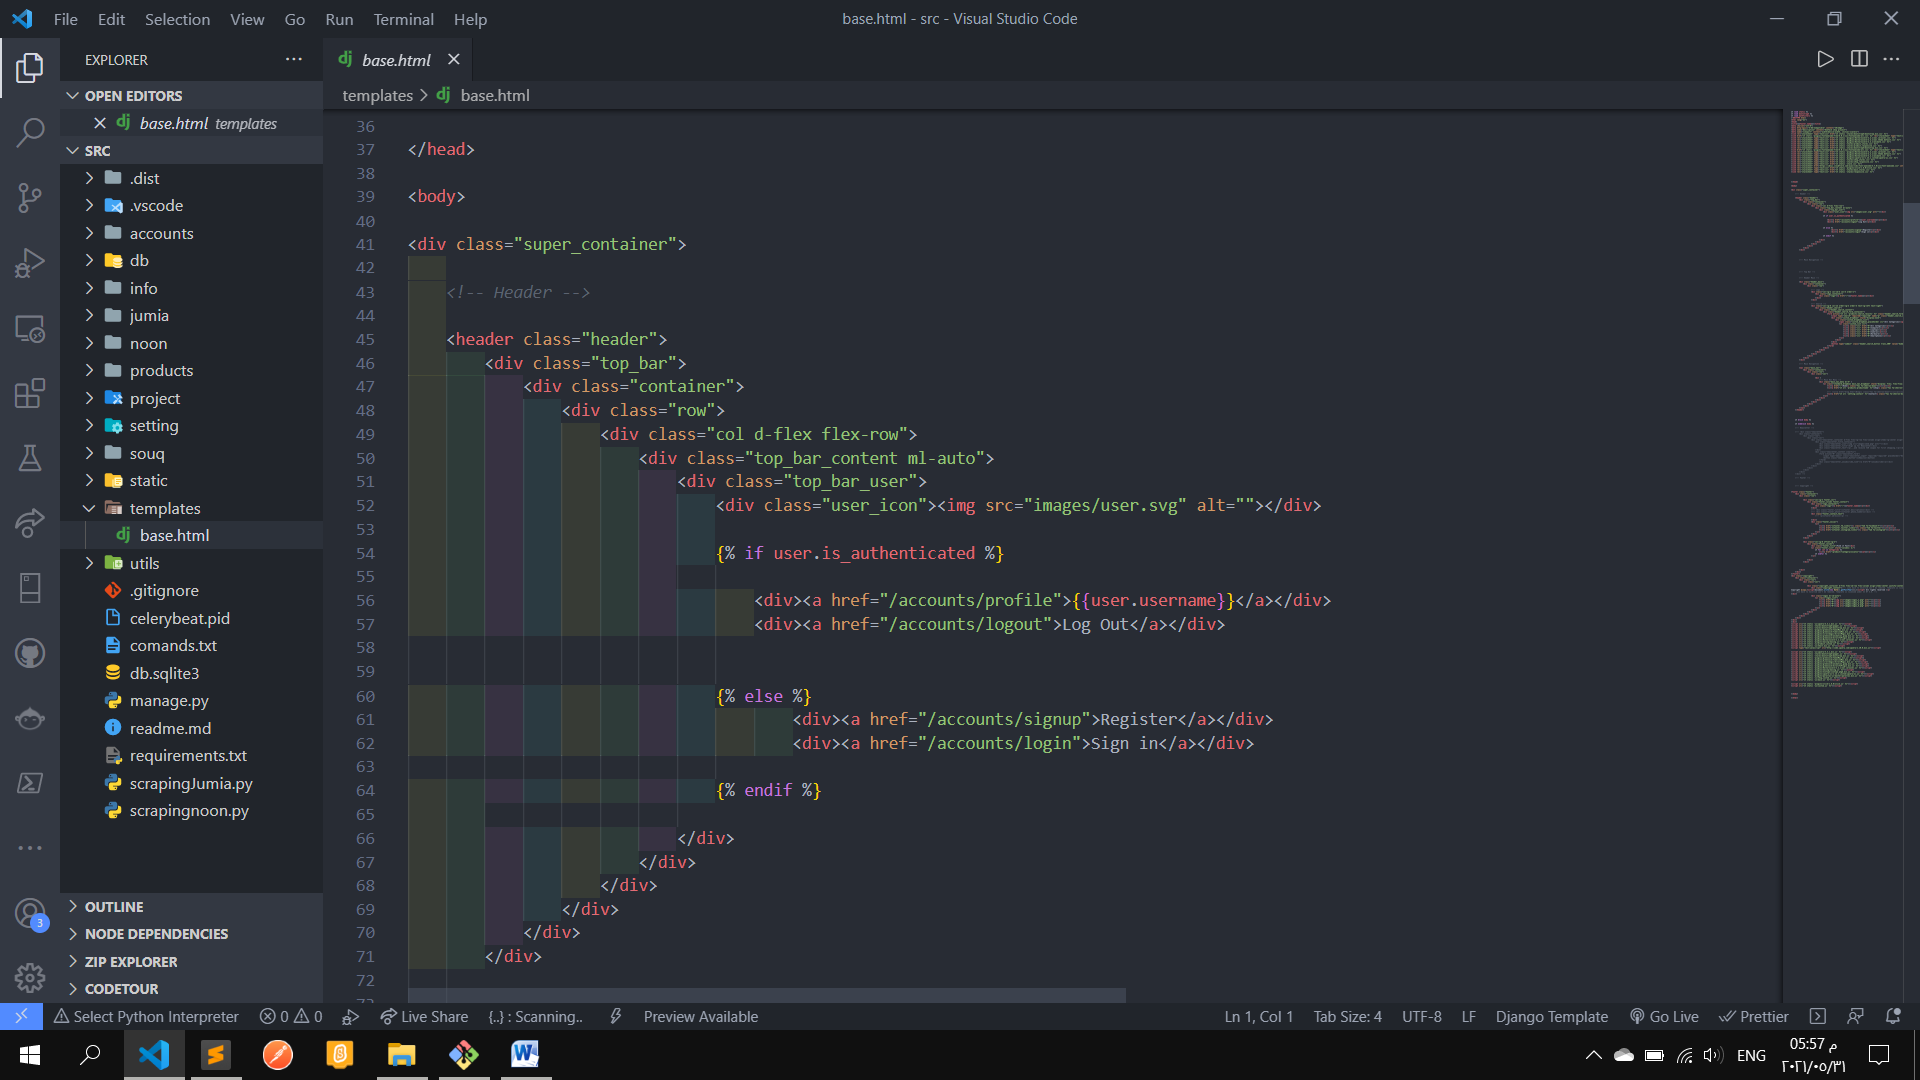 File Edit Selection View Go Run Terminal Help
base.html - src - Visual Studio Code
EXPLORER
OPEN EDITORS
base.html templates
SRC
.dist
.vscode
accounts
db
info
jumia
noon
products
project
setting
souq
static
templates
base.html
utils
.gitignore
celerybeat.pid
comands.txt
db.sqlite3
manage.py
readme.md
requirements.txt
scrapingJumia.py
scrapingnoon.py
OUTLINE
NODE DEPENDENCIES
ZIP EXPLORER
CODETOUR
3
base.html
templates > base.html
36
37 </head>
38
39 <body>
40
41 <div class="super_container">
42
43 <!-- Header -->
44
45 <header class="header">
46 <div class="top_bar">
47 <div class="container">
48 <div class="row">
49 <div class="col d-flex flex-row">
50 <div class="top_bar_content ml-auto">
51 <div class="top_bar_user">
52 <div class="user_icon"><img src="images/user.svg" alt=""></div>
53
54 {% if user.is_authenticated %}
55
56 <div><a href="/accounts/profile">{{user.username}}</a></div>
57 <div><a href="/accounts/logout">Log Out</a></div>
58
59
60 {% else %}
61 <div><a href="/accounts/signup">Register</a></div>
62 <div><a href="/accounts/login">Sign in</a></div>
63
64 {% endif %}
65
66 </div>
67 </div>
68 </div>
69 </div>
70 </div>
71 </div>
72
Select Python Interpreter 0 0 Live Share {..} : Scanning.. Preview Available Ln 1, Col 1 Tab Size: 4 UTF-8 LF Django Template Go Live Prettier
ENG
05:57 م
٢٠٢١/٠٥/٣١